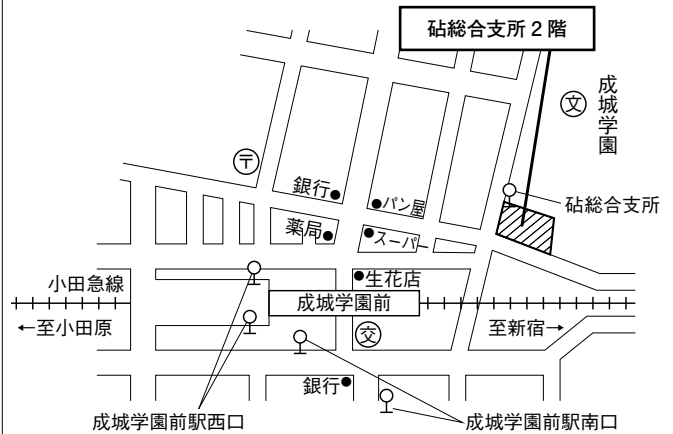 砧総合支所2階
文
成城学園
〒
銀行
パン屋
砧総合支所
薬局
スーパー
小田急線
生花店
成城学園前
←至小田原
交
至新宿→
銀行
成城学園前駅西口
成城学園前駅南口